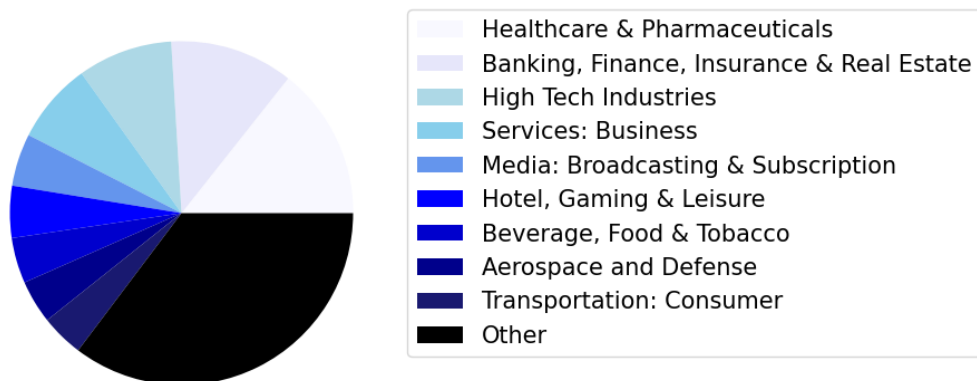 Healthcare & Pharmaceuticals
Banking, Finance, Insurance & Real Estate
High Tech Industries
Services: Business
Media: Broadcasting & Subscription
Hotel, Gaming & Leisure
Beverage, Food & Tobacco
Aerospace and Defense
Transportation: Consumer
Other